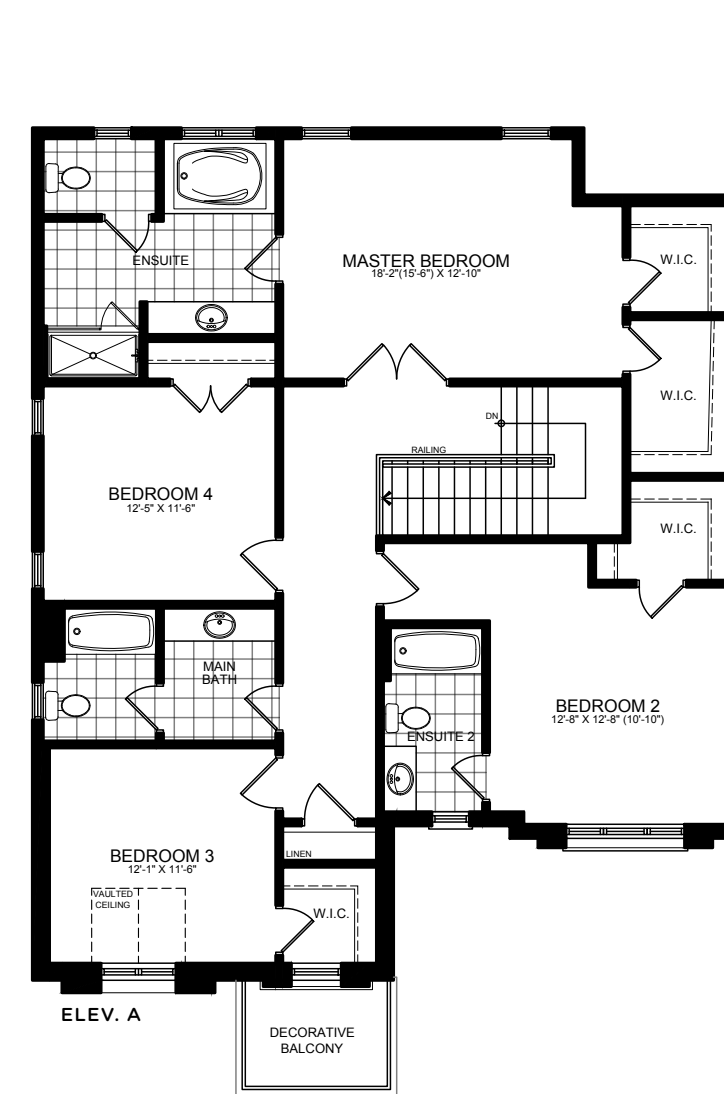 ENSUITE
MASTER BEDROOM
18'-2"(15'-6") X 12'-10"
W.I.C.
W.I.C.
DN
RAILING
BEDROOM 4
12'-5" X 11'-6"
W.I.C.
MAIN
BATH
BEDROOM 2
12'-8" X 12'-8" (10'-10")
ENSUITE 2
BEDROOM 3
12'-1" X 11'-6"
LINEN
VAULTED
CEILING
W.I.C.
ELEV. A
DECORATIVE
BALCONY